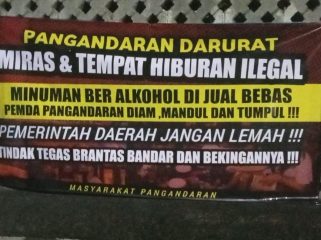 PANGANDARAN DARURAT
MIRAS & TEMPAT HIBURAN ILEGAL
MINUMAN BER ALKOHOL DI JUAL BEBAS
PEMDA PANGANDARAN DIAM ,MANDUL DAN TUMPUL !!!
PEMERINTAH DAERAH JANGAN LEMAH !!!
TINDAK TEGAS BRANTAS BANDAR DAN BEKINGANNYA !!!
MASYARAKAT PANGANDARAN